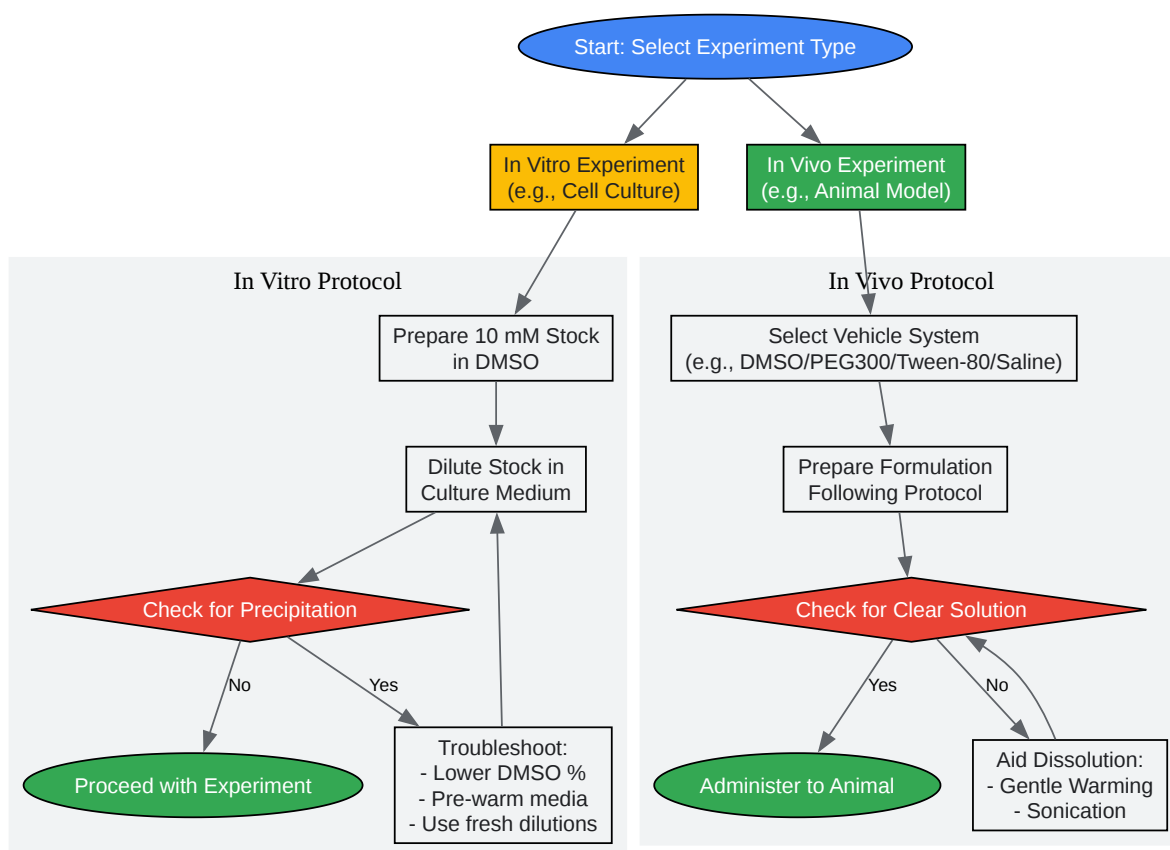 Start: Select Experiment Type
In Vitro Experiment
(e.g., Cell Culture)
In Vivo Experiment
(e.g., Animal Model)
In Vitro Protocol
Prepare 10 mM Stock
in DMSO
Dilute Stock in
Culture Medium
Check for Precipitation
No
Yes
Proceed with Experiment
Troubleshoot:
- Lower DMSO %
- Pre-warm media
- Use fresh dilutions
In Vivo Protocol
Select Vehicle System
(e.g., DMSO/PEG300/Tween-80/Saline)
Prepare Formulation
Following Protocol
Check for Clear Solution
Yes
No
Administer to Animal
Aid Dissolution:
- Gentle Warming
- Sonication